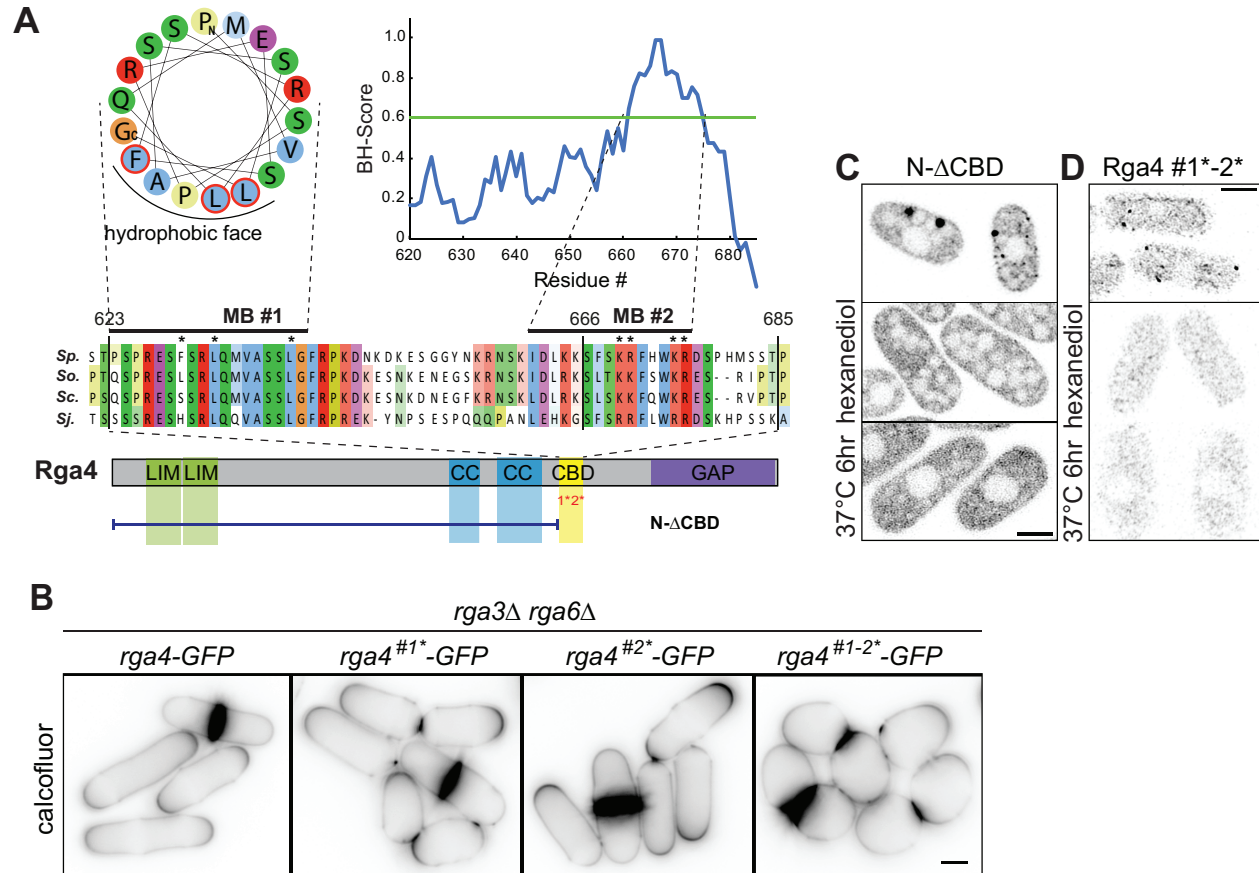 A
P N M E S R S V S L L P A F G C Q R S S
hydrophobic face
BH-Score
1.0
0.8
0.6
0.4
0.2
0
620 630 640 650 660 670 680
Residue #
623 MB #1 MB #2 666 685
* * * ** **
Sp. S T P S P R E S F S R L Q M V A S S L G F R P K D N K D K E S G G Y N K R N S K I D L K K S F S K R F H W K R D S P H M S S T P
So. P T Q S P R E S L S R L Q M V A S S L G F R P K D K E S N K E N E G S K R N S K I D L R K S L T K K F S W K R E S - - R I P T P
Sc. P S Q S P R E S S S R L Q M V A S S L G F R P K D K E S N K D N E G F K R N S K I D L R K S L S K K F Q W K R E S - - R V P T P
Sj. T S S S S R E S H S R L Q Q V A S S L G F R P R E K - Y N P S E S P Q Q Q P A N L E H K G S F S R R F L W R R D S K H P S S K A
Rga4 LIM LIM CC CC CBD GAP
1*2*
N-ΔCBD
C
N-ΔCBD
hexanediol
37°C 6hr
D
Rga4 #1*-2*
hexanediol
37°C 6hr
B
rga3Δ rga6Δ
rga4-GFP rga4#1*-GFP rga4#2*-GFP rga4#1-2*-GFP
calcofluor